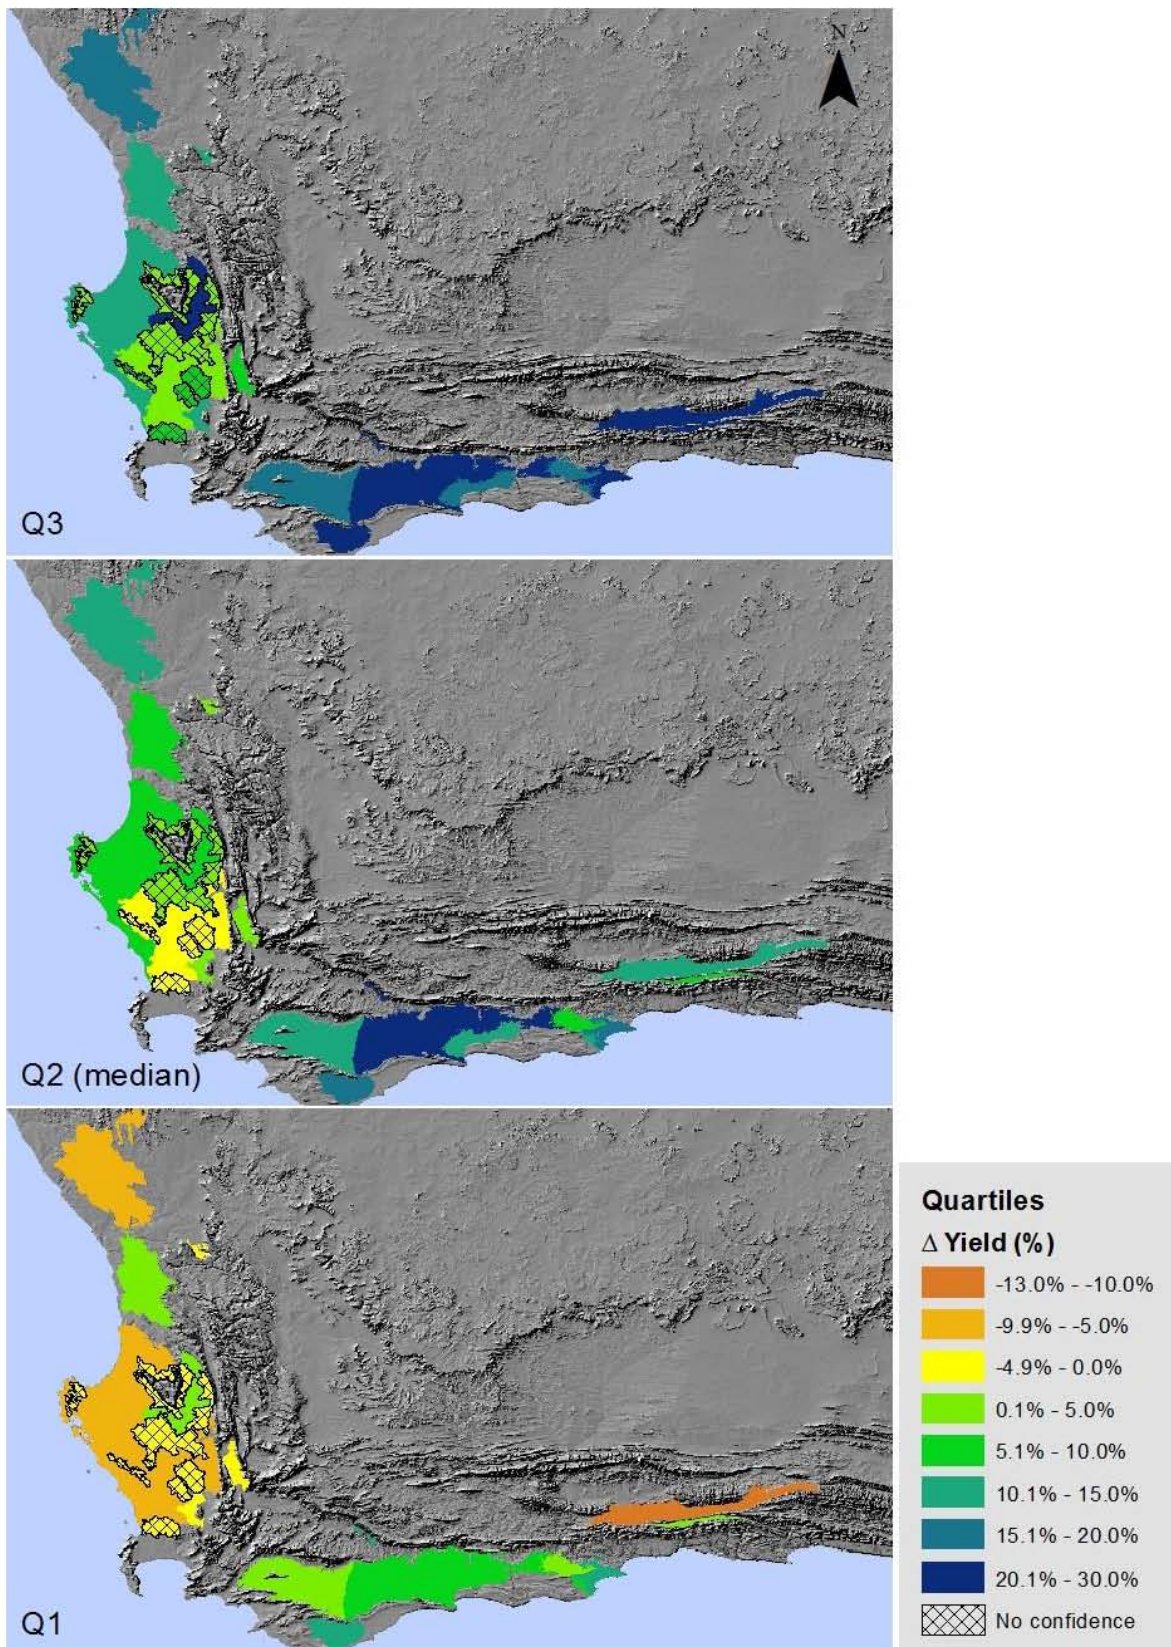 N
Q3
Q2 (median)
Q1
Quartiles
Δ Yield (%)
-13.0% - -10.0%
-9.9% - -5.0%
-4.9% - 0.0%
0.1% - 5.0%
5.1% - 10.0%
10.1% - 15.0%
15.1% - 20.0%
20.1% - 30.0%
No confidence